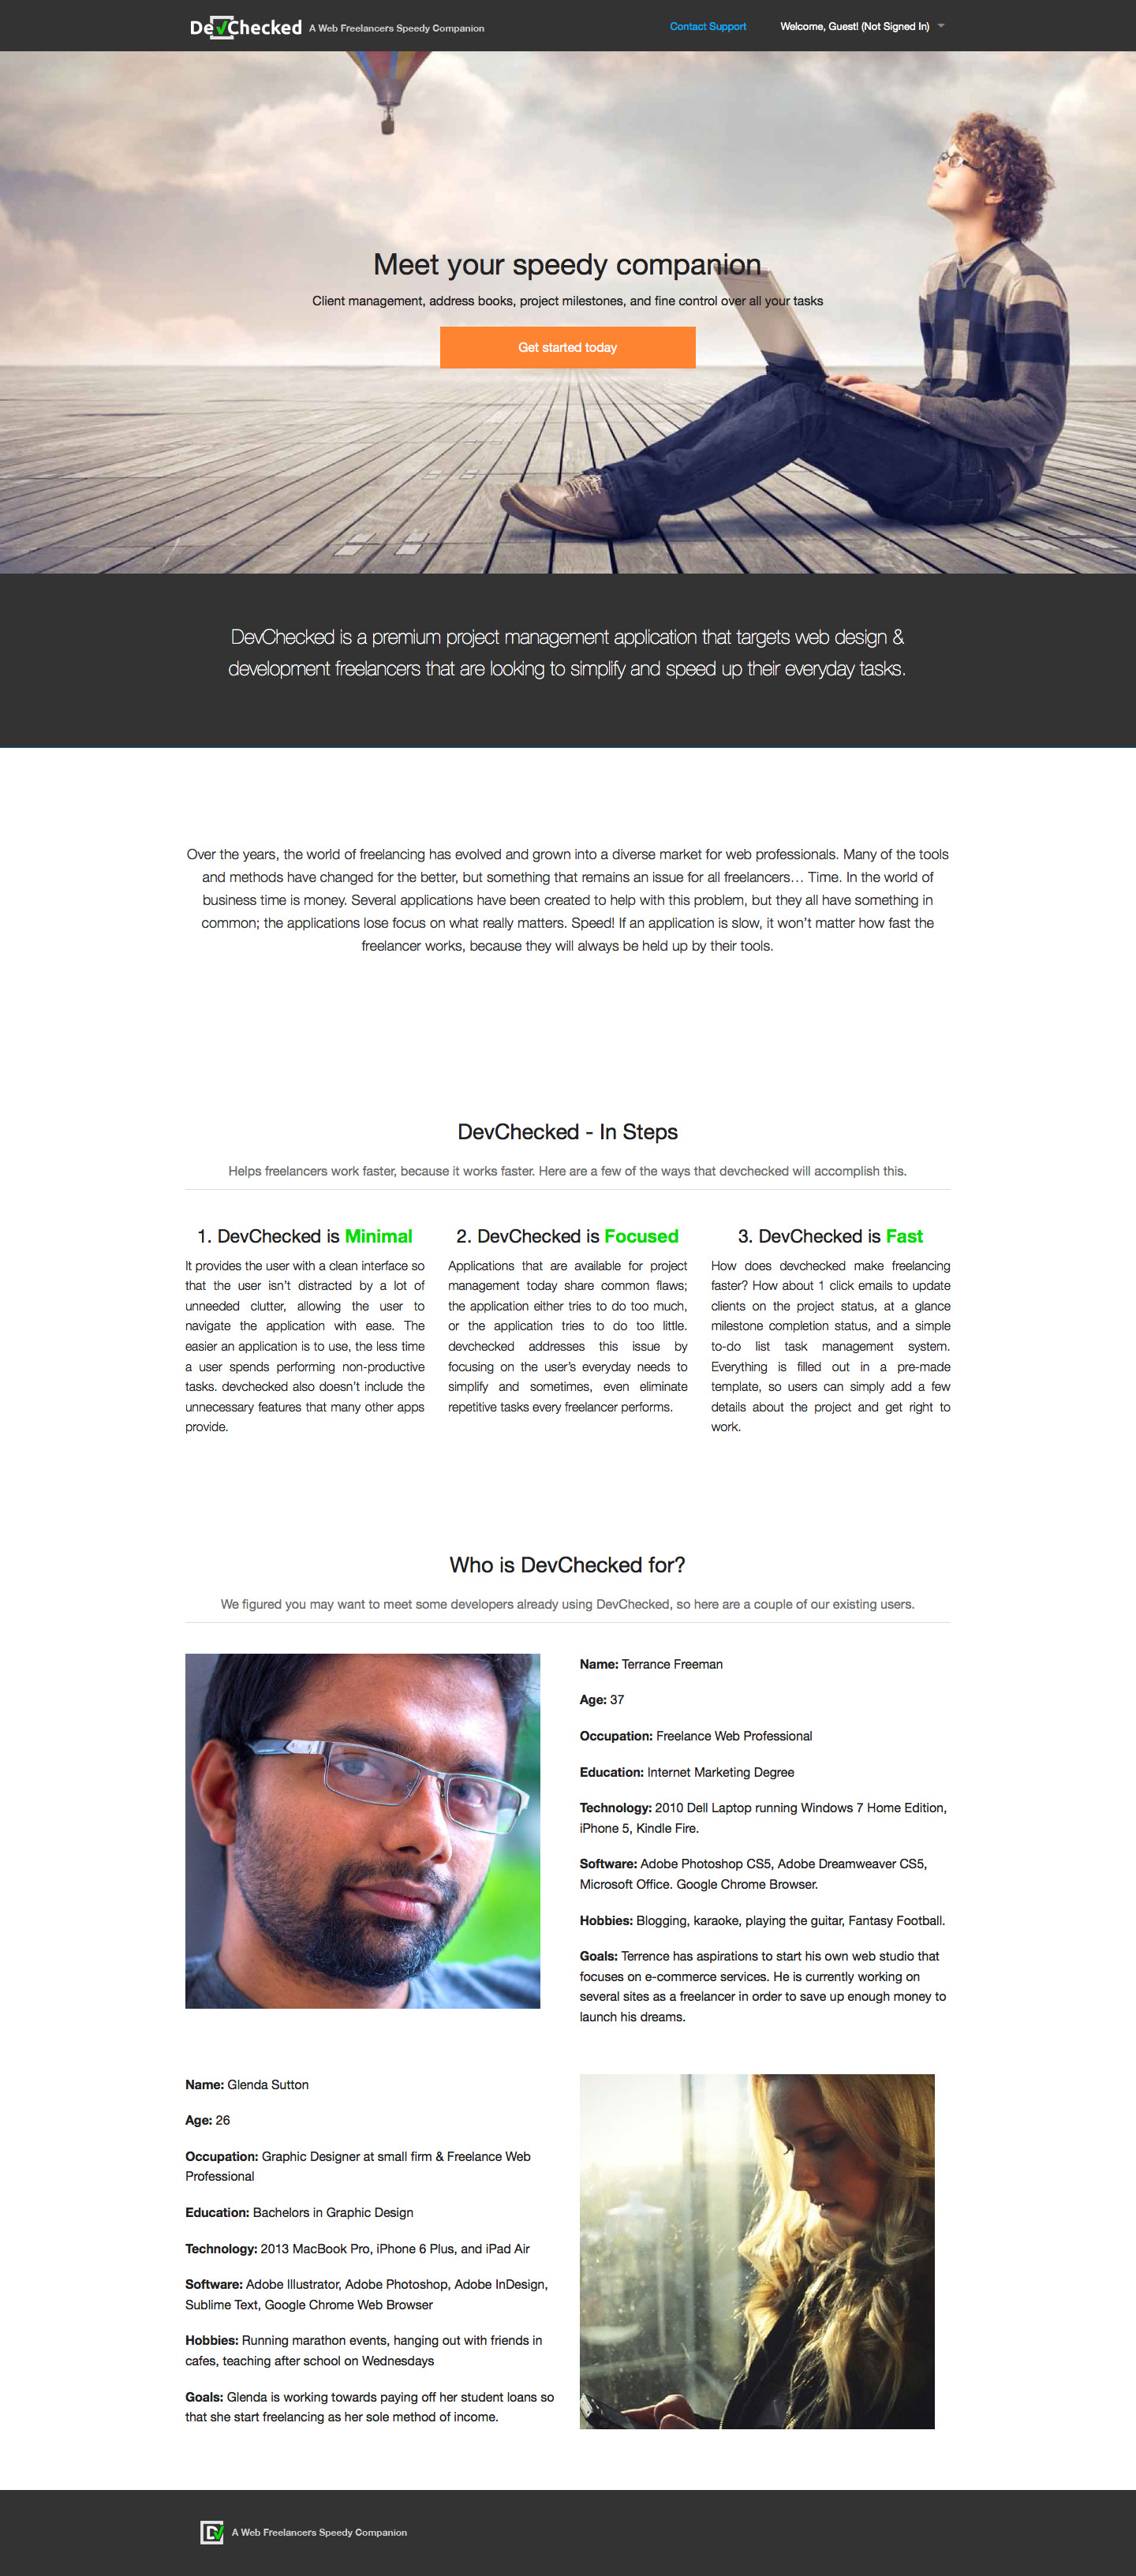 DevChecked A Web Freelancers Speedy Companion Contact Support Welcome, Guest! (Not Signed In)
Meet your speedy companion
Client management, address books, project milestones, and fine control over all your tasks
Get started today
DevChecked is a premium project management application that targets web design &
development freelancers that are looking to simplify and speed up their everyday tasks.
Over the years, the world of freelancing has evolved and grown into a diverse market for web professionals. Many of the tools
and methods have changed for the better, but something that remains an issue for all freelancers… Time. In the world of
business time is money. Several applications have been created to help with this problem, but they all have something in
common; the applications lose focus on what really matters. Speed! If an application is slow, it won’t matter how fast the
freelancer works, because they will always be held up by their tools.
DevChecked - In Steps
Helps freelancers work faster, because it works faster. Here are a few of the ways that devchecked will accomplish this.
1. DevChecked is Minimal
It provides the user with a clean interface so
that the user isn’t distracted by a lot of
unneeded clutter, allowing the user to
navigate the application with ease. The
easier an application is to use, the less time
a user spends performing non-productive
tasks. devchecked also doesn’t include the
unnecessary features that many other apps
provide.
2. DevChecked is Focused
Applications that are available for project
management today share common flaws;
the application either tries to do too much,
or the application tries to do too little.
devchecked addresses this issue by
focusing on the user’s everyday needs to
simplify and sometimes, even eliminate
repetitive tasks every freelancer performs.
3. DevChecked is Fast
How does devchecked make freelancing
faster? How about 1 click emails to update
clients on the project status, at a glance
milestone completion status, and a simple
to-do list task management system.
Everything is filled out in a pre-made
template, so users can simply add a few
details about the project and get right to
work.
Who is DevChecked for?
We figured you may want to meet some developers already using DevChecked, so here are a couple of our existing users.
Name: Terrance Freeman
Age: 37
Occupation: Freelance Web Professional
Education: Internet Marketing Degree
Technology: 2010 Dell Laptop running Windows 7 Home Edition,
iPhone 5, Kindle Fire.
Software: Adobe Photoshop CS5, Adobe Dreamweaver CS5,
Microsoft Office. Google Chrome Browser.
Hobbies: Blogging, karaoke, playing the guitar, Fantasy Football.
Goals: Terrence has aspirations to start his own web studio that
focuses on e-commerce services. He is currently working on
several sites as a freelancer in order to save up enough money to
launch his dreams.
Name: Glenda Sutton
Age: 26
Occupation: Graphic Designer at small firm & Freelance Web
Professional
Education: Bachelors in Graphic Design
Technology: 2013 MacBook Pro, iPhone 6 Plus, and iPad Air
Software: Adobe Illustrator, Adobe Photoshop, Adobe InDesign,
Sublime Text, Google Chrome Web Browser
Hobbies: Running marathon events, hanging out with friends in
cafes, teaching after school on Wednesdays
Goals: Glenda is working towards paying off her student loans so
that she start freelancing as her sole method of income.
D A Web Freelancers Speedy Companion